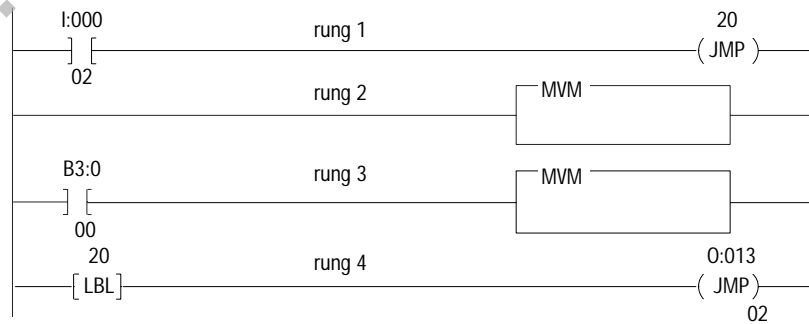 I:000
rung 1
20
JMP
02
rung 2
MVM
B3:0
rung 3
MVM
00
20
rung 4
O:013
LBL
JMP
02